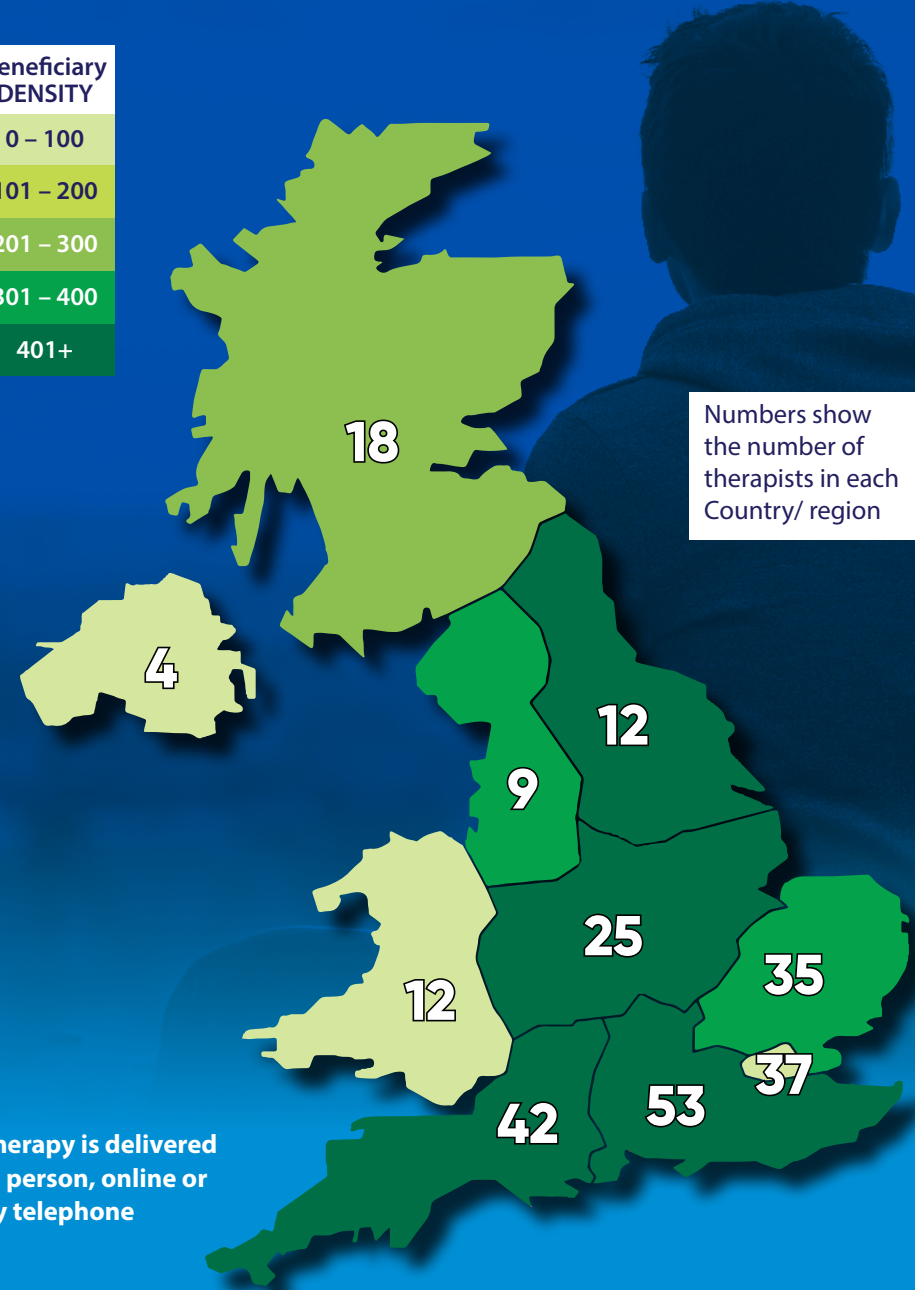 eneficiary
DENSITY
0 – 100
101 – 200
201 – 300
301 – 400
401+
18
Numbers show
the number of
therapists in each
Country/ region
4
12
9
25
35
12
37
53
42
herapy is delivered
person, online or
y telephone